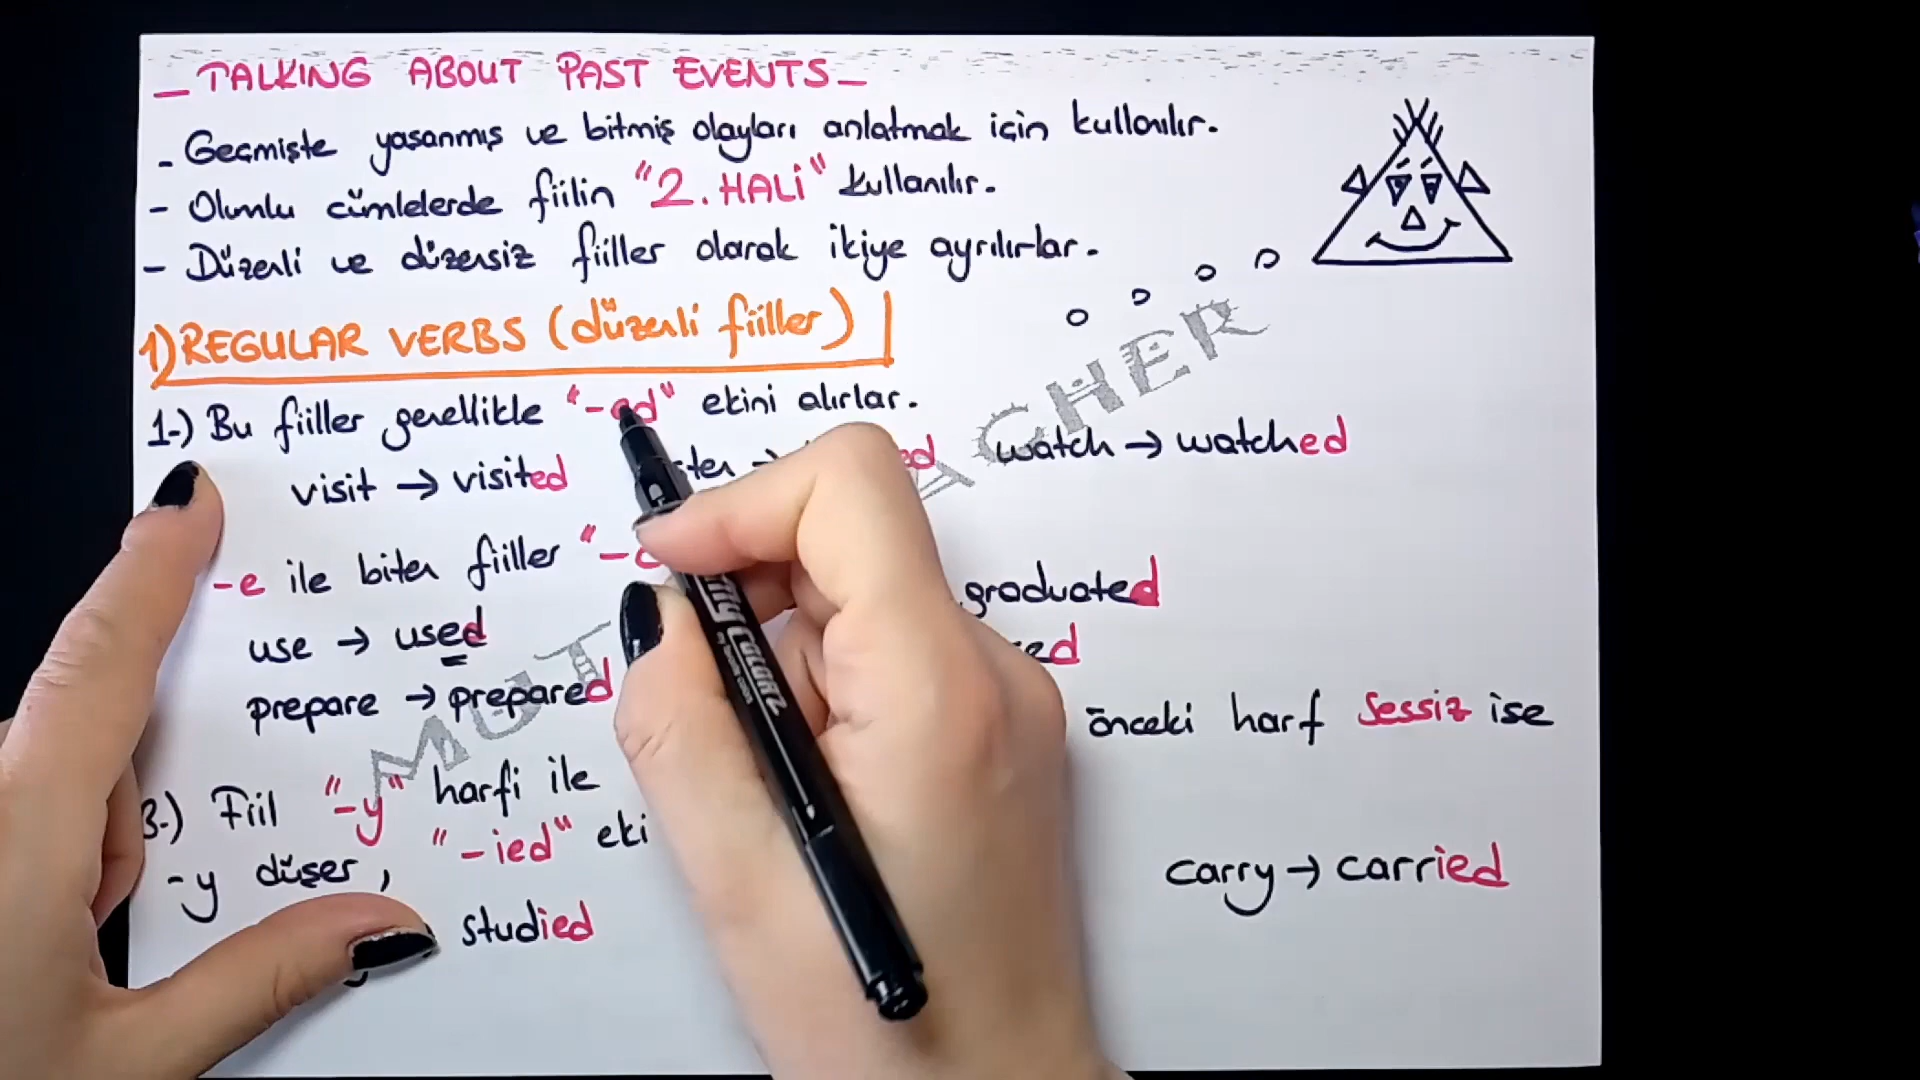 _ TALKING ABOUT PAST EVENTS _
- Geçmişte yaşanmış ve bitmiş olayları anlatmak için kullanılır.
- Olumlu cümlelerde fiilin "2. HALİ" kullanılır.
- Düzenli ve düzensiz fiiller olarak ikiye ayrılırlar.
1) REGULAR VERBS (düzenli fiiller)
1-) Bu fiiller genellikle "-ed" ekini alırlar.
visit → visited watch → watched
-e ile biten fiiller
use → used graduated
prepare → prepared
3-) Fiil "-y" harfi ile önceki harf sessiz ise
-y düşer, "-ied" eki
studied carry → carried